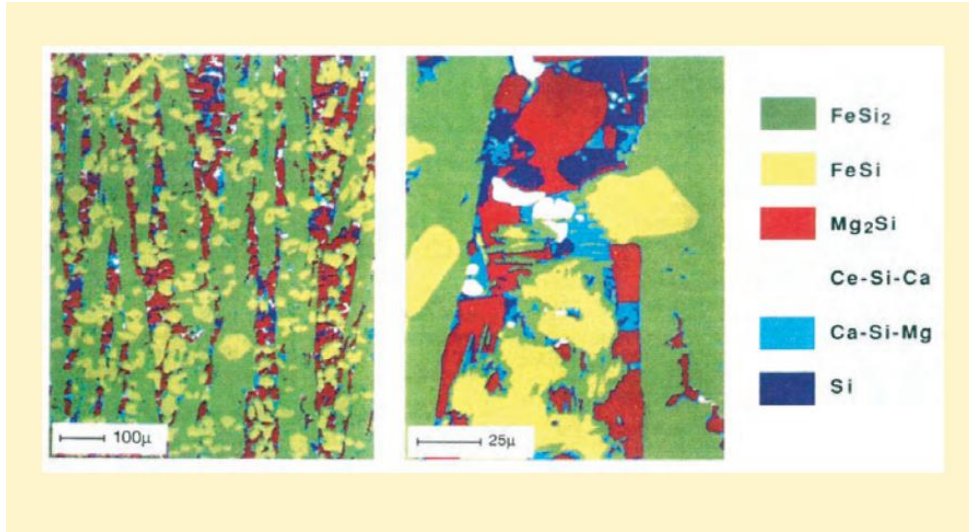 FeSi₂
FeSi
Mg₂Si
Ce-Si-Ca
Ca-Si-Mg
Si
100μ
25μ